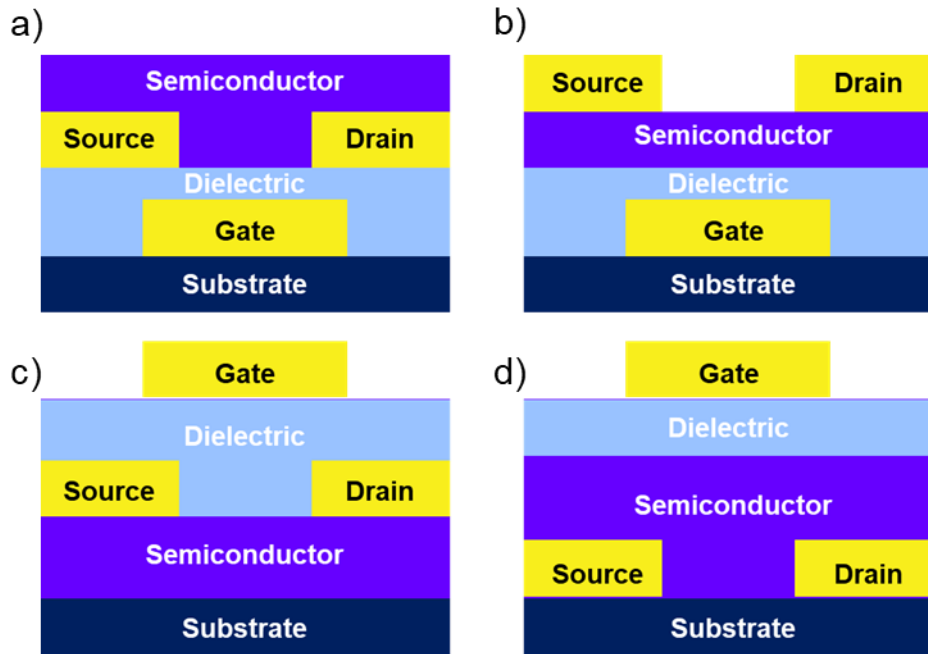 a)
Semiconductor
Source
Drain
Dielectric
Gate
Substrate
b)
Source
Drain
Semiconductor
Dielectric
Gate
Substrate
c)
Gate
Dielectric
Source
Drain
Semiconductor
Substrate
d)
Gate
Dielectric
Semiconductor
Source
Drain
Substrate